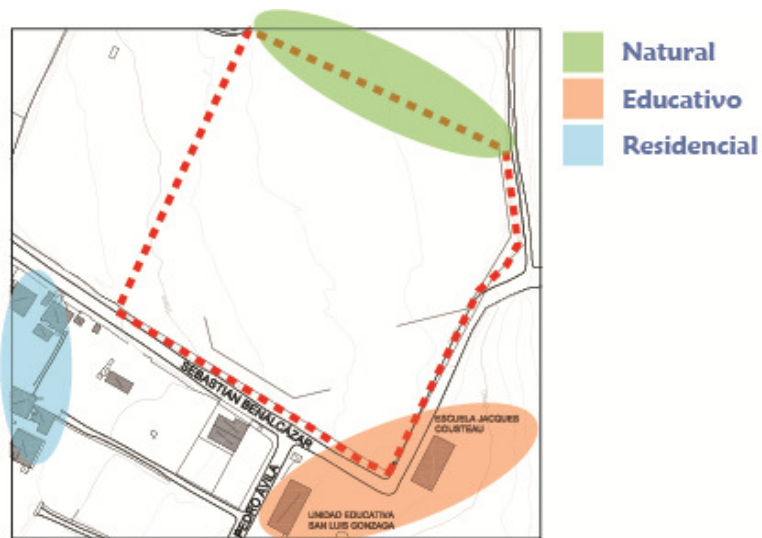 Natural
Educativo
Residencial
SEBASTIAN BENALCAZAR
PEDRO AVILA
ESCUELA JACQUES
COUSTEAU
UNIDAD EDUCATIVA
SAN LUIS GONZAGA